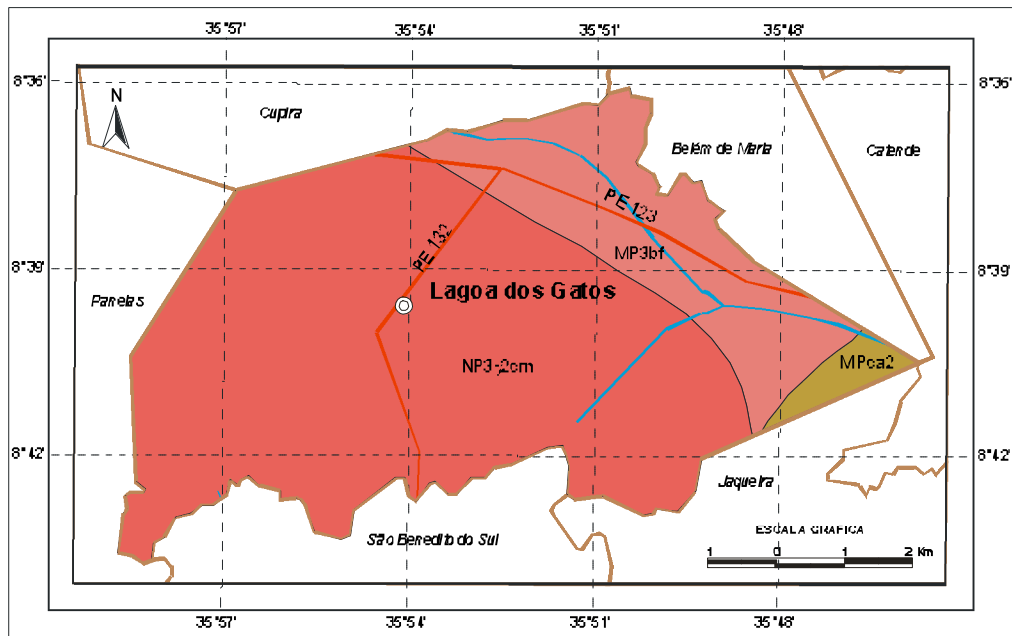 35°57' 35°54' 35°51' 35°48'
8°36' 8°36'
N
Cupira
Belém de Maria
Catende
PE 123
PE 132
MP3bf
8°39' 8°39'
Panelas
Lagoa dos Gatos
NP3γ2cm
MPca2
8°42' 8°42'
Jaqueira
São Benedito do Sul
ESCALA GRÁFICA
1 0 1 2 Km
35°57' 35°54' 35°51' 35°48'